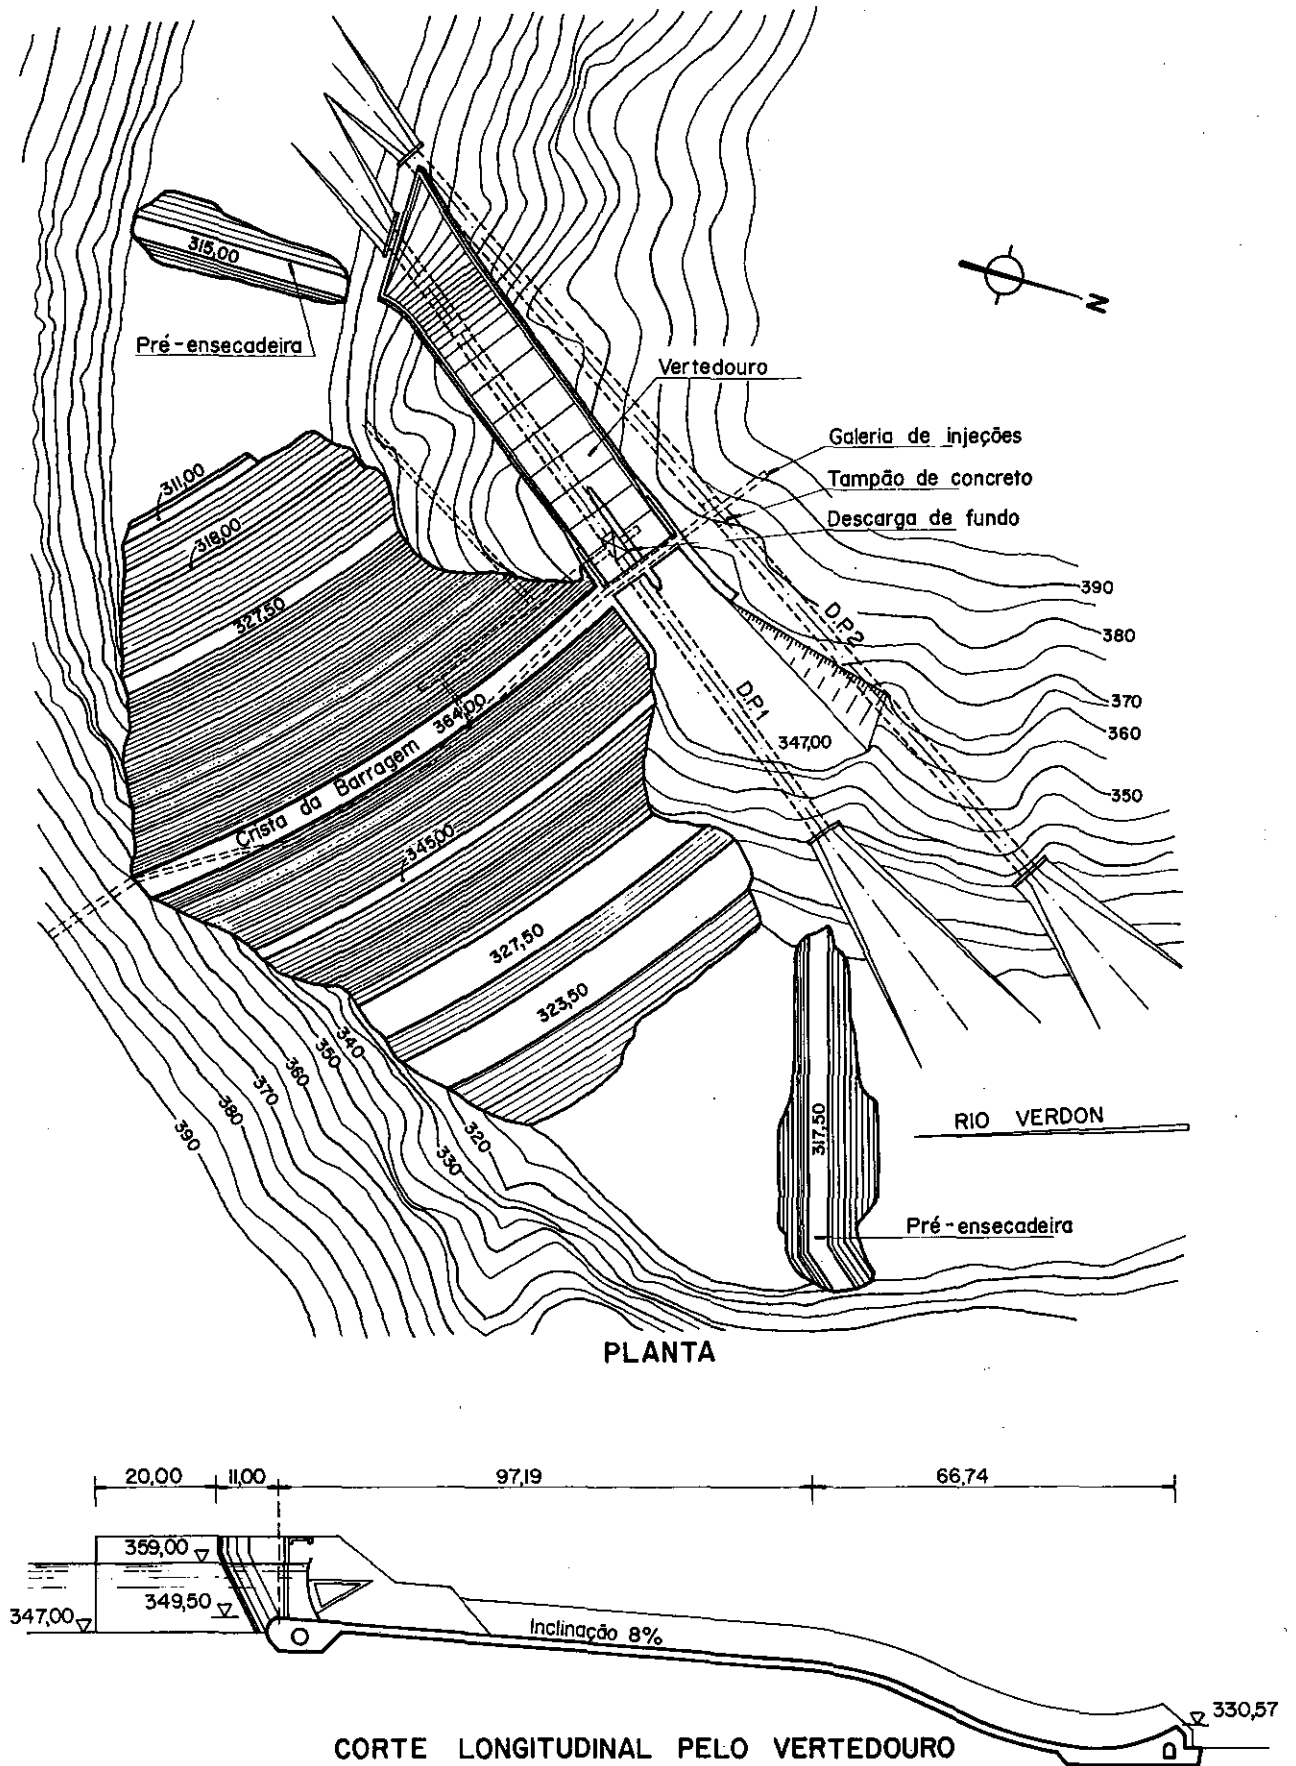 315,00
Pré-ensecadeira
N
Vertedouro
Galeria de injeções
Tampão de concreto
Descarga de fundo
311,00
318,00
327,50
390
380
370
360
350
D.P.2
D.P.1
347,00
Crista da Barragem 364,00
345,00
327,50
323,50
340
350
360
370
380
390
320
330
317,50
RIO VERDON
Pré-ensecadeira
PLANTA
20,00 11,00 97,19 66,74
359,00
349,50
347,00
Inclinação 8%
330,57
CORTE LONGITUDINAL PELO VERTEDOURO